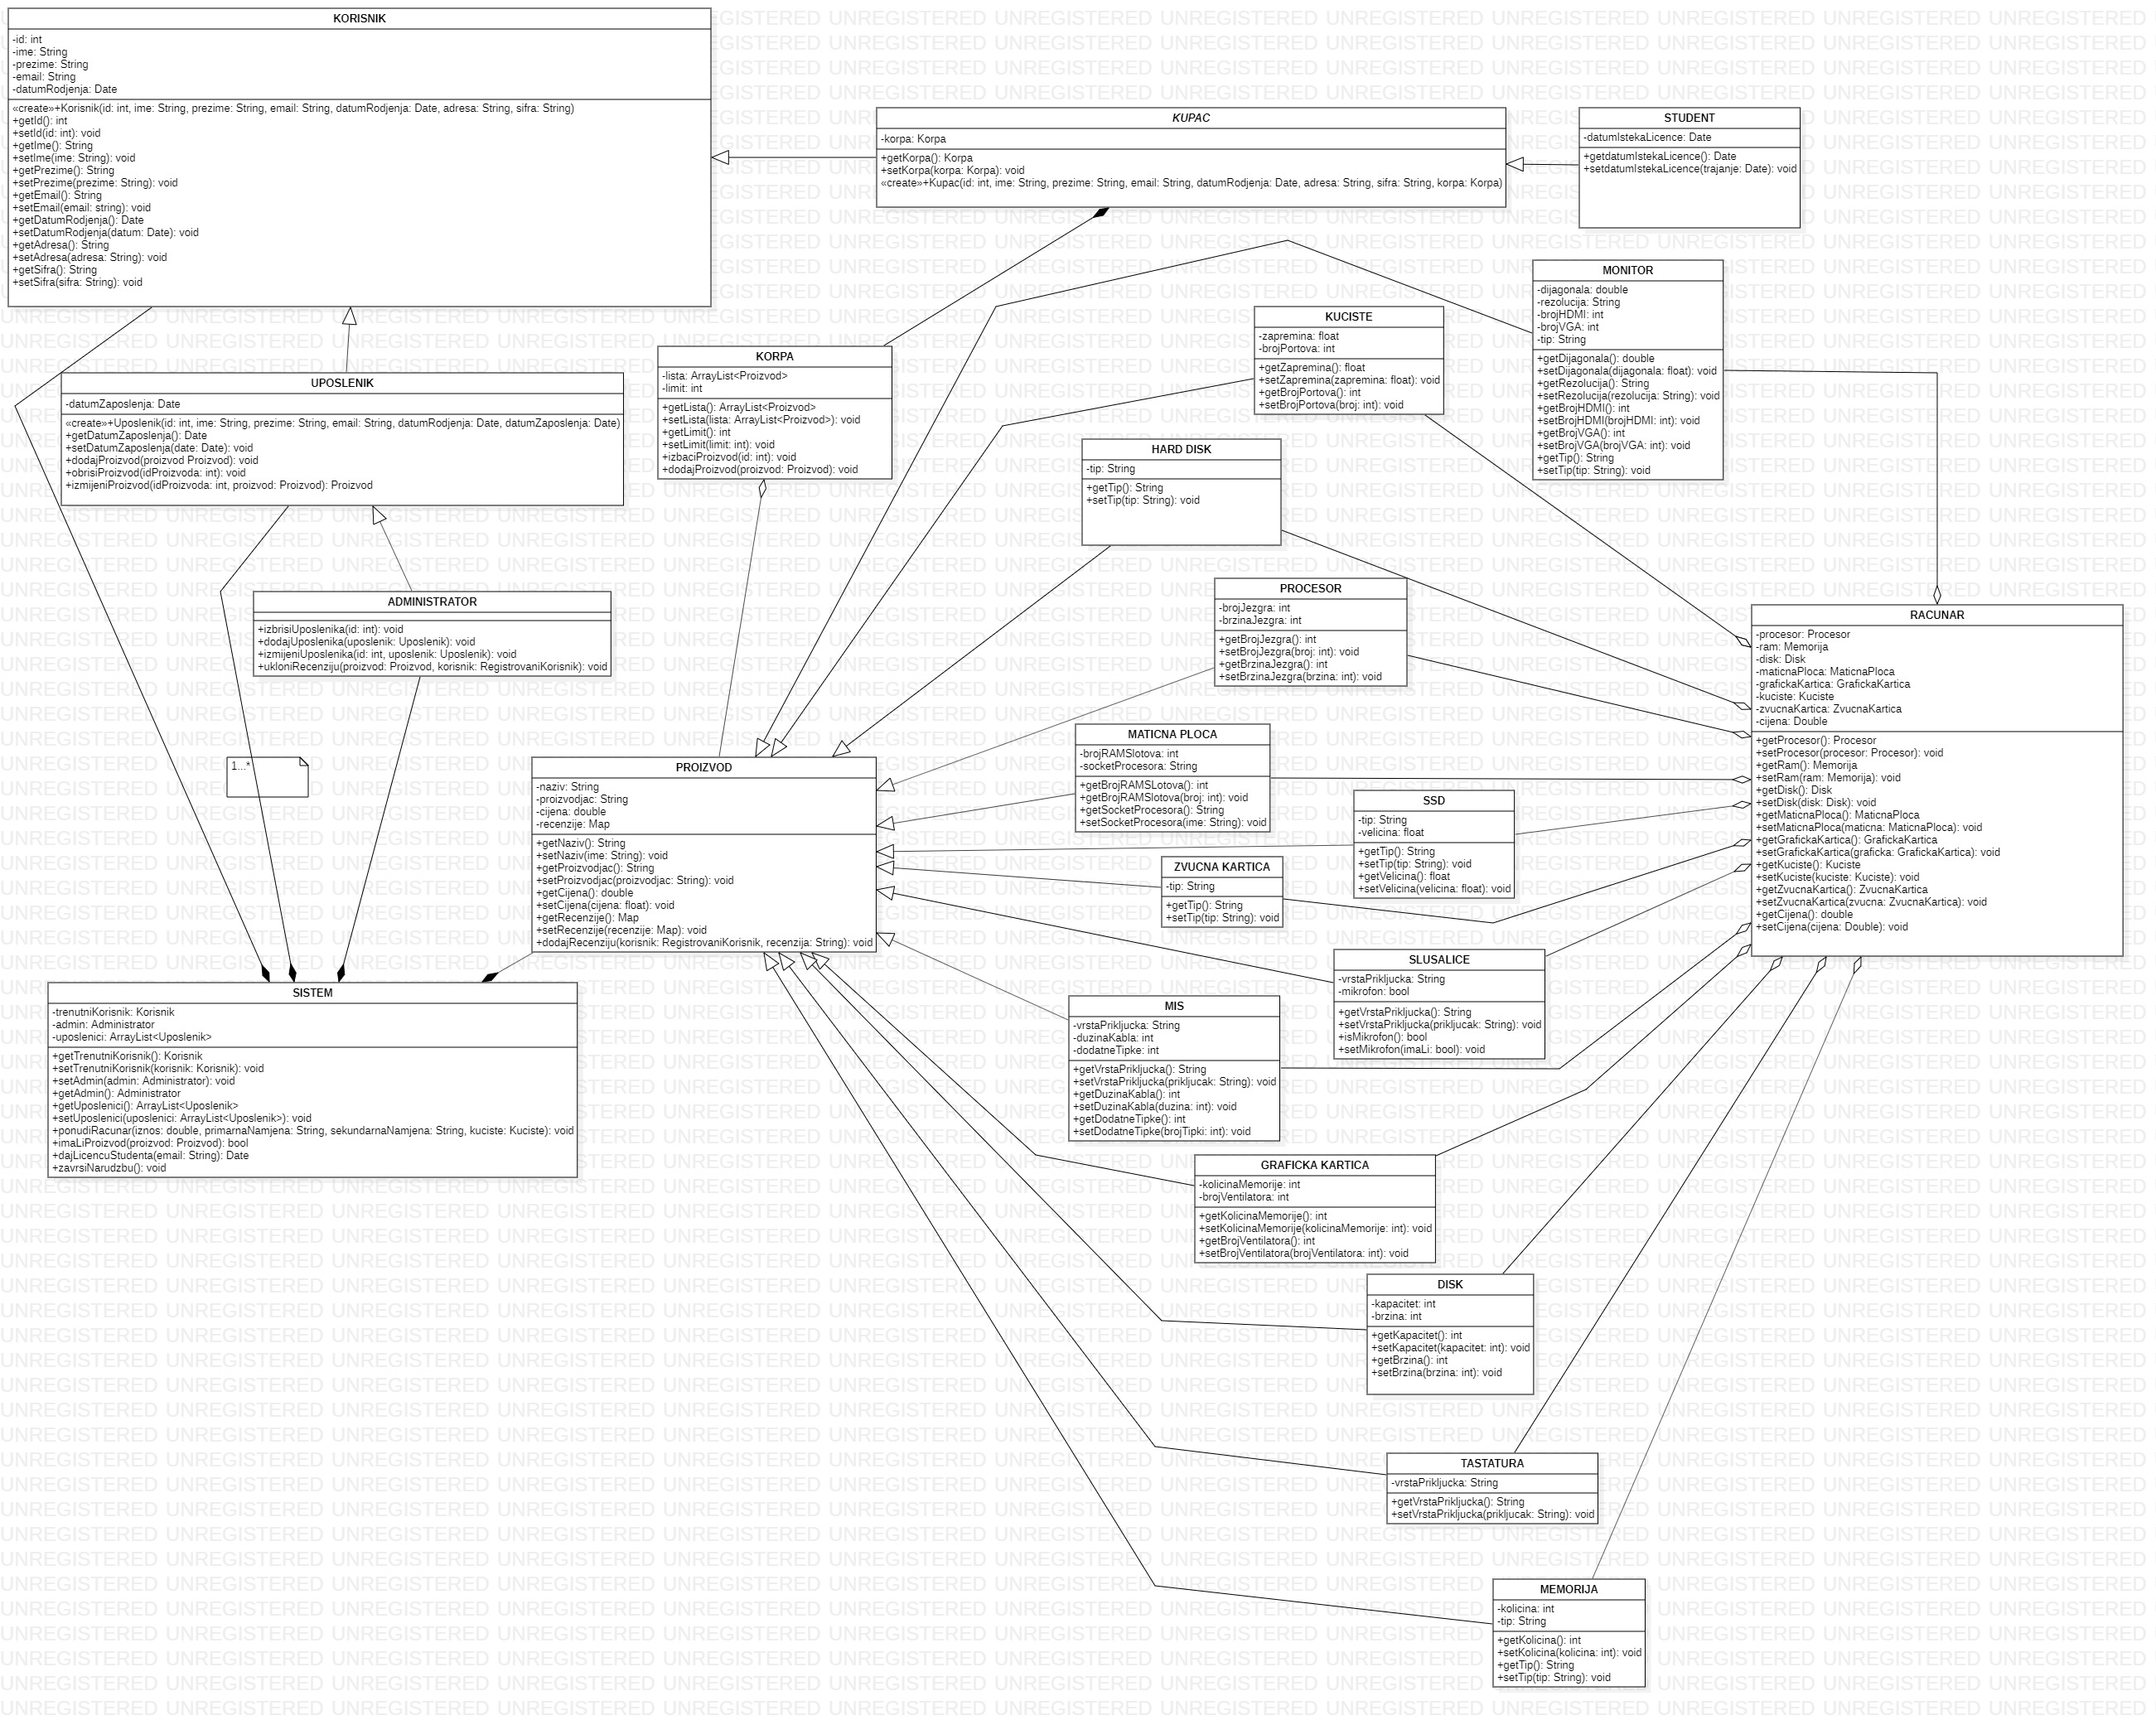 KORISNIK
-id: int
-ime: String
-prezime: String
-email: String
-datumRodjenja: Date
«create»+Korisnik(id: int, ime: String, prezime: String, email: String, datumRodjenja: Date, adresa: String, sifra: String)
+getId(): int
+setId(id: int): void
+getIme(): String
+setIme(ime: String): void
+getPrezime(): String
+setPrezime(prezime: String): void
+getEmail(): String
+setEmail(email: string): void
+getDatumRodjenja(): Date
+setDatumRodjenja(datum: Date): void
+getAdresa(): String
+setAdresa(adresa: String): void
+getSifra(): String
+setSifra(sifra: String): void
KUPAC
-korpa: Korpa
+getKorpa(): Korpa
+setKorpa(korpa: Korpa): void
«create»+Kupac(id: int, ime: String, prezime: String, email: String, datumRodjenja: Date, adresa: String, sifra: String, korpa: Korpa)
STUDENT
-datumIstekaLicence: Date
+getdatumIstekaLicence(): Date
+setdatumIstekaLicence(trajanje: Date): void
MONITOR
-dijagonala: double
-rezolucija: String
-brojHDMI: int
-brojVGA: int
-tip: String
+getDijagonala(): double
+setDijagonala(dijagonala: float): void
+getRezolucija(): String
+setRezolucija(rezolucija: String): void
+getBrojHDMI(): int
+setBrojHDMI(brojHDMI: int): void
+getBrojVGA(): int
+setBrojVGA(brojVGA: int): void
+getTip(): String
+setTip(tip: String): void
KUCISTE
-zapremina: float
-brojPortova: int
+getZapremina(): float
+setZapremina(zapremina: float): void
+getBrojPortova(): int
+setBrojPortova(broj: int): void
KORPA
-lista: ArrayList<Proizvod>
-limit: int
+getLista(): ArrayList<Proizvod>
+setLista(lista: ArrayList<Proizvod>): void
+getLimit(): int
+setLimit(limit: int): void
+izbaciProizvod(id: int): void
+dodajProizvod(proizvod: Proizvod): void
UPOSLENIK
-datumZaposlenja: Date
«create»+Uposlenik(id: int, ime: String, prezime: String, email: String, datumRodjenja: Date, datumZaposlenja: Date)
+getDatumZaposlenja(): Date
+setDatumZaposlenja(date: Date): void
+dodajProizvod(proizvod Proizvod): void
+obrisiProizvod(idProizvoda: int): void
+izmijeniProizvod(idProizvoda: int, proizvod: Proizvod): Proizvod
HARD DISK
-tip: String
+getTip(): String
+setTip(tip: String): void
PROCESOR
-brojJezgra: int
-brzinaJezgra: int
+getBrojJezgra(): int
+setBrojJezgra(broj: int): void
+getBrzinaJezgra(): int
+setBrzinaJezgra(brzina: int): void
ADMINISTRATOR
+izbrisiUposlenika(id: int): void
+dodajUposlenika(uposlenik: Uposlenik): void
+izmijeniUposlenika(id: int, uposlenik: Uposlenik): void
+ukloniRecenziju(proizvod: Proizvod, korisnik: RegistrovaniKorisnik): void
RACUNAR
-procesor: Procesor
-ram: Memorija
-disk: Disk
-maticnaPloca: MaticnaPloca
-grafickaKartica: GrafickaKartica
-kuciste: Kuciste
-zvucnaKartica: ZvucnaKartica
-cijena: Double
+getProcesor(): Procesor
+setProcesor(procesor: Procesor): void
+getRam(): Memorija
+setRam(ram: Memorija): void
+getDisk(): Disk
+setDisk(disk: Disk): void
+getMaticnaPloca(): MaticnaPloca
+setMaticnaPloca(maticna: MaticnaPloca): void
+getGrafickaKartica(): GrafickaKartica
+setGrafickaKartica(graficka: GrafickaKartica): void
+getKuciste(): Kuciste
+setKuciste(kuciste: Kuciste): void
+getZvucnaKartica(): ZvucnaKartica
+setZvucnaKartica(zvucna: ZvucnaKartica): void
+getCijena(): double
+setCijena(cijena: Double): void
MATICNA PLOCA
-brojRAMSlotova: int
-socketProcesora: String
+getBrojRAMSLotova(): int
+getBrojRAMSlotova(broj: int): void
+getSocketProcesora(): String
+setSocketProcesora(ime: String): void
1...*
PROIZVOD
-naziv: String
-proizvodjac: String
-cijena: double
-recenzije: Map
+getNaziv(): String
+setNaziv(ime: String): void
+getProizvodjac(): String
+setProizvodjac(proizvodjac: String): void
+getCijena(): double
+setCijena(cijena: float): void
+getRecenzije(): Map
+setRecenzije(recenzije: Map): void
+dodajRecenziju(korisnik: RegistrovaniKorisnik, recenzija: String): void
SSD
-tip: String
-velicina: float
+getTip(): String
+setTip(tip: String): void
+getVelicina(): float
+setVelicina(velicina: float): void
ZVUCNA KARTICA
-tip: String
+getTip(): String
+setTip(tip: String): void
SLUSALICE
-vrstaPrikljucka: String
-mikrofon: bool
+getVrstaPrikljucka(): String
+setVrstaPrikljucka(prikljucak: String): void
+isMikrofon(): bool
+setMikrofon(imaLi: bool): void
SISTEM
-trenutniKorisnik: Korisnik
-admin: Administrator
-uposlenici: ArrayList<Uposlenik>
+getTrenutniKorisnik(): Korisnik
+setTrenutniKorisnik(korisnik: Korisnik): void
+setAdmin(admin: Administrator): void
+getAdmin(): Administrator
+getUposlenici(): ArrayList<Uposlenik>
+setUposlenici(uposlenici: ArrayList<Uposlenik>): void
+ponudiRacunar(iznos: double, primarnaNamjena: String, sekundarnaNamjena: String, kuciste: Kuciste): void
+imaLiProizvod(proizvod: Proizvod): bool
+dajLicencuStudenta(email: String): Date
+zavrsiNarudzbu(): void
MIS
-vrstaPrikljucka: String
-duzinaKabla: int
-dodatneTipke: int
+getVrstaPrikljucka(): String
+setVrstaPrikljucka(prikljucak: String): void
+getDuzinaKabla(): int
+setDuzinaKabla(duzina: int): void
+getDodatneTipke(): int
+setDodatneTipke(brojTipki: int): void
GRAFICKA KARTICA
-kolicinaMemorije: int
-brojVentilatora: int
+getKolicinaMemorije(): int
+setKolicinaMemorije(kolicinaMemorije: int): void
+getBrojVentilatora(): int
+setBrojVentilatora(brojVentilatora: int): void
DISK
-kapacitet: int
-brzina: int
+getKapacitet(): int
+setKapacitet(kapacitet: int): void
+getBrzina(): int
+setBrzina(brzina: int): void
TASTATURA
-vrstaPrikljucka: String
+getVrstaPrikljucka(): String
+setVrstaPrikljucka(prikljucak: String): void
MEMORIJA
-kolicina: int
-tip: String
+getKolicina(): int
+setKolicina(kolicina: int): void
+getTip(): String
+setTip(tip: String): void
UNREGISTERED